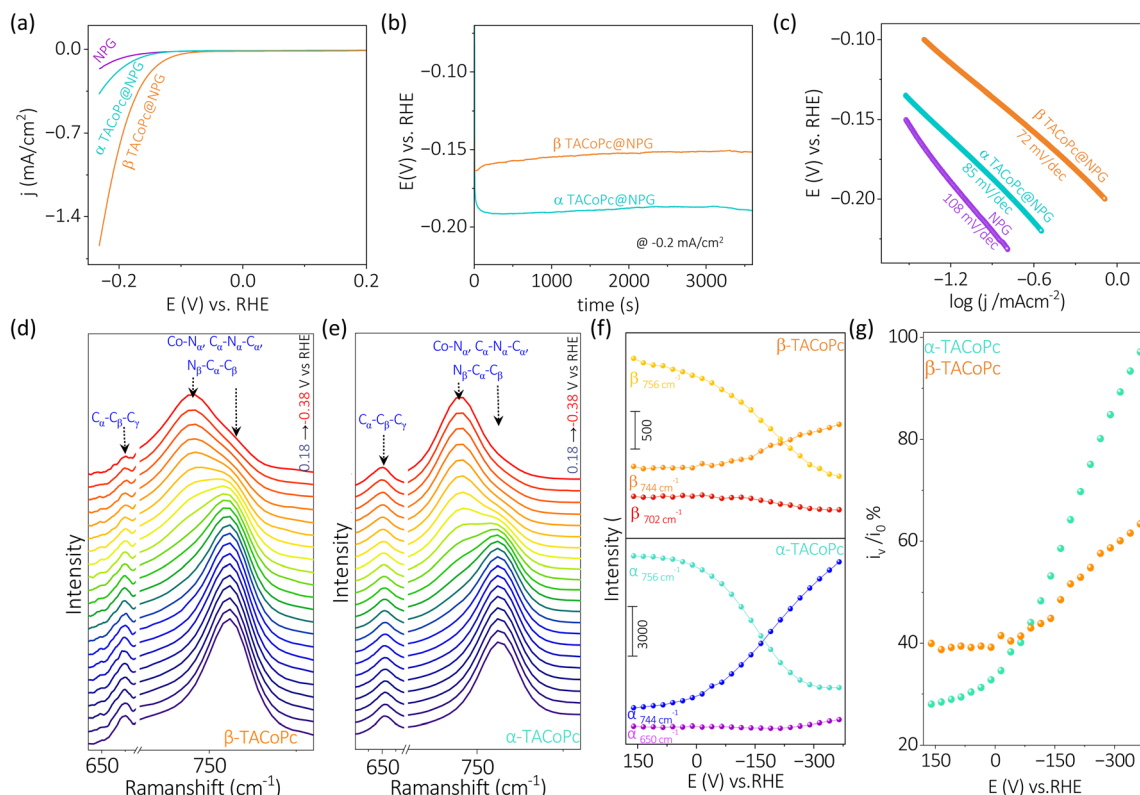 (a)
0.0
−0.7
−1.4
j (mA/cm²)
NPG
α TACoPc@NPG
β TACoPc@NPG
−0.2
0.0
0.2
E (V) vs. RHE
(b)
−0.10
−0.15
−0.20
E(V) vs. RHE
β TACoPc@NPG
α TACoPc@NPG
@ -0.2 mA/cm²
0
1000
2000
3000
time (s)
(c)
−0.10
−0.15
−0.20
E (V) vs. RHE)
β TACoPc@NPG
72 mV/dec
α TACoPc@NPG
85 mV/dec
NPG
108 mV/dec
−1.2
−0.6
0.0
log (j /mAcm⁻²)
(d)
Co-Nα, Cα-Nα-Cα,
Nβ-Cα-Cβ
Cα-Cβ-Cγ
0.18 →-0.38 V vs RHE
Intensity
β-TACoPc
650
750
Ramanshift (cm⁻¹)
(e)
Co-Nα, Cα-Nα-Cα,
Nβ-Cα-Cβ
Cα-Cβ-Cγ
0.18 →-0.38 V vs RHE
Intensity
α-TACoPc
650
750
Ramanshift (cm⁻¹)
(f)
β-TACoPc
β 756 cm⁻¹
500
β 744 cm⁻¹
β 702 cm⁻¹
Intensity (
α-TACoPc
α 756 cm⁻¹
3000
α 744 cm⁻¹
α 650 cm⁻¹
150
0
−150
−300
E (V) vs.RHE
(g)
100
80
60
40
20
iv/i0 %
α-TACoPc
β-TACoPc
150
0
−150
−300
E (V) vs.RHE